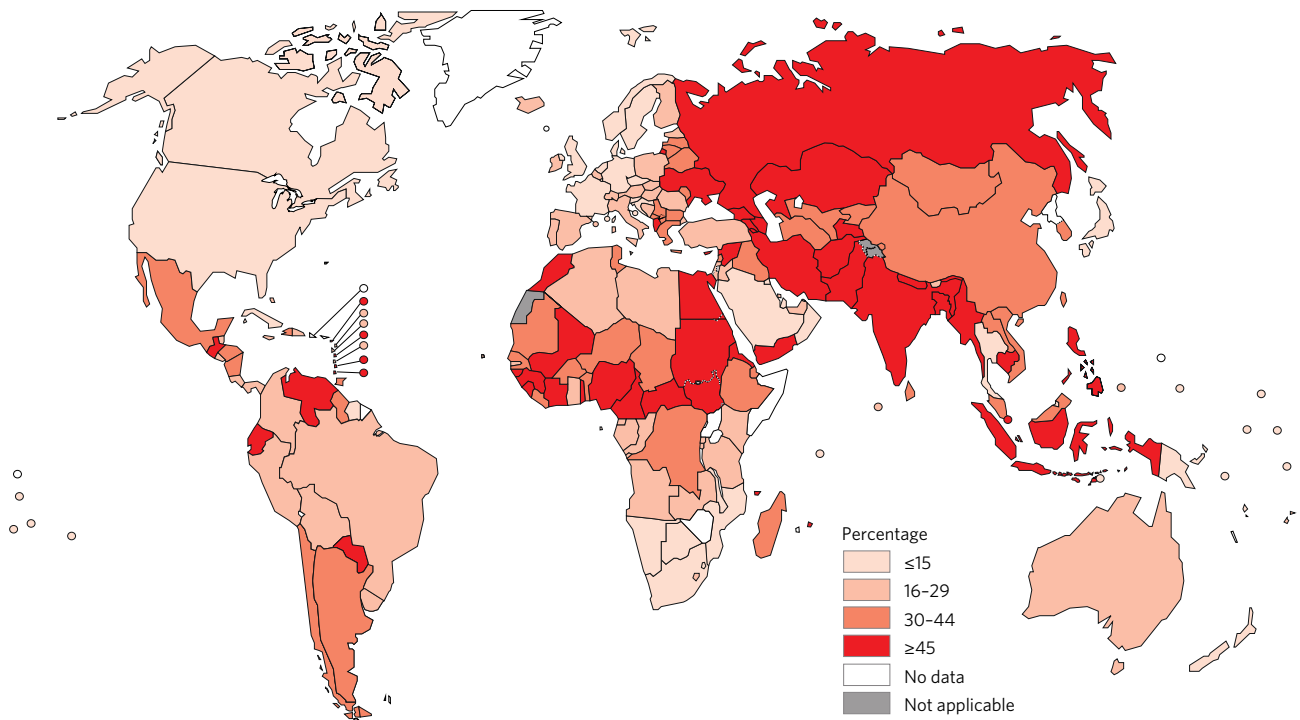 Percentage
≤15
16–29
30–44
≥45
No data
Not applicable